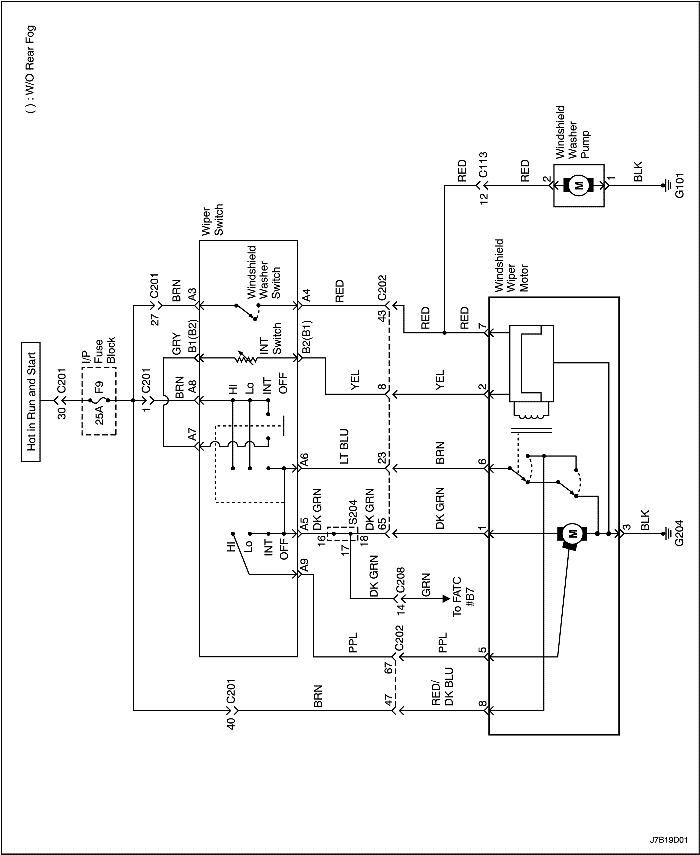 ( ) : W/O Rear Fog
Hot in Run and Start
30
C201
I/P
Fuse
Block
F9
25A
1
C201
27
C201
BRN
GRY
BRN
40
C201
BRN
Wiper
Switch
A3
B1(B2)
A8
A7
Windshield
Washer
Switch
INT
Switch
HI
Lo
INT
OFF
HI
Lo
INT
OFF
A4
B2(B1)
A6
A5
A9
RED
YEL
LT BLU
DK GRN
16
S204
17
18
DK GRN
DK GRN
14
C208
GRN
To FATC
#B7
PPL
43
C202
8
23
65
67
C202
47
RED
RED
RED
YEL
BRN
DK GRN
PPL
RED/
DK BLU
12
C113
RED
Windshield
Washer
Pump
2
M
1
BLK
G101
Windshield
Wiper
Motor
7
2
6
1
5
8
M
3
BLK
G204
J7B19D01